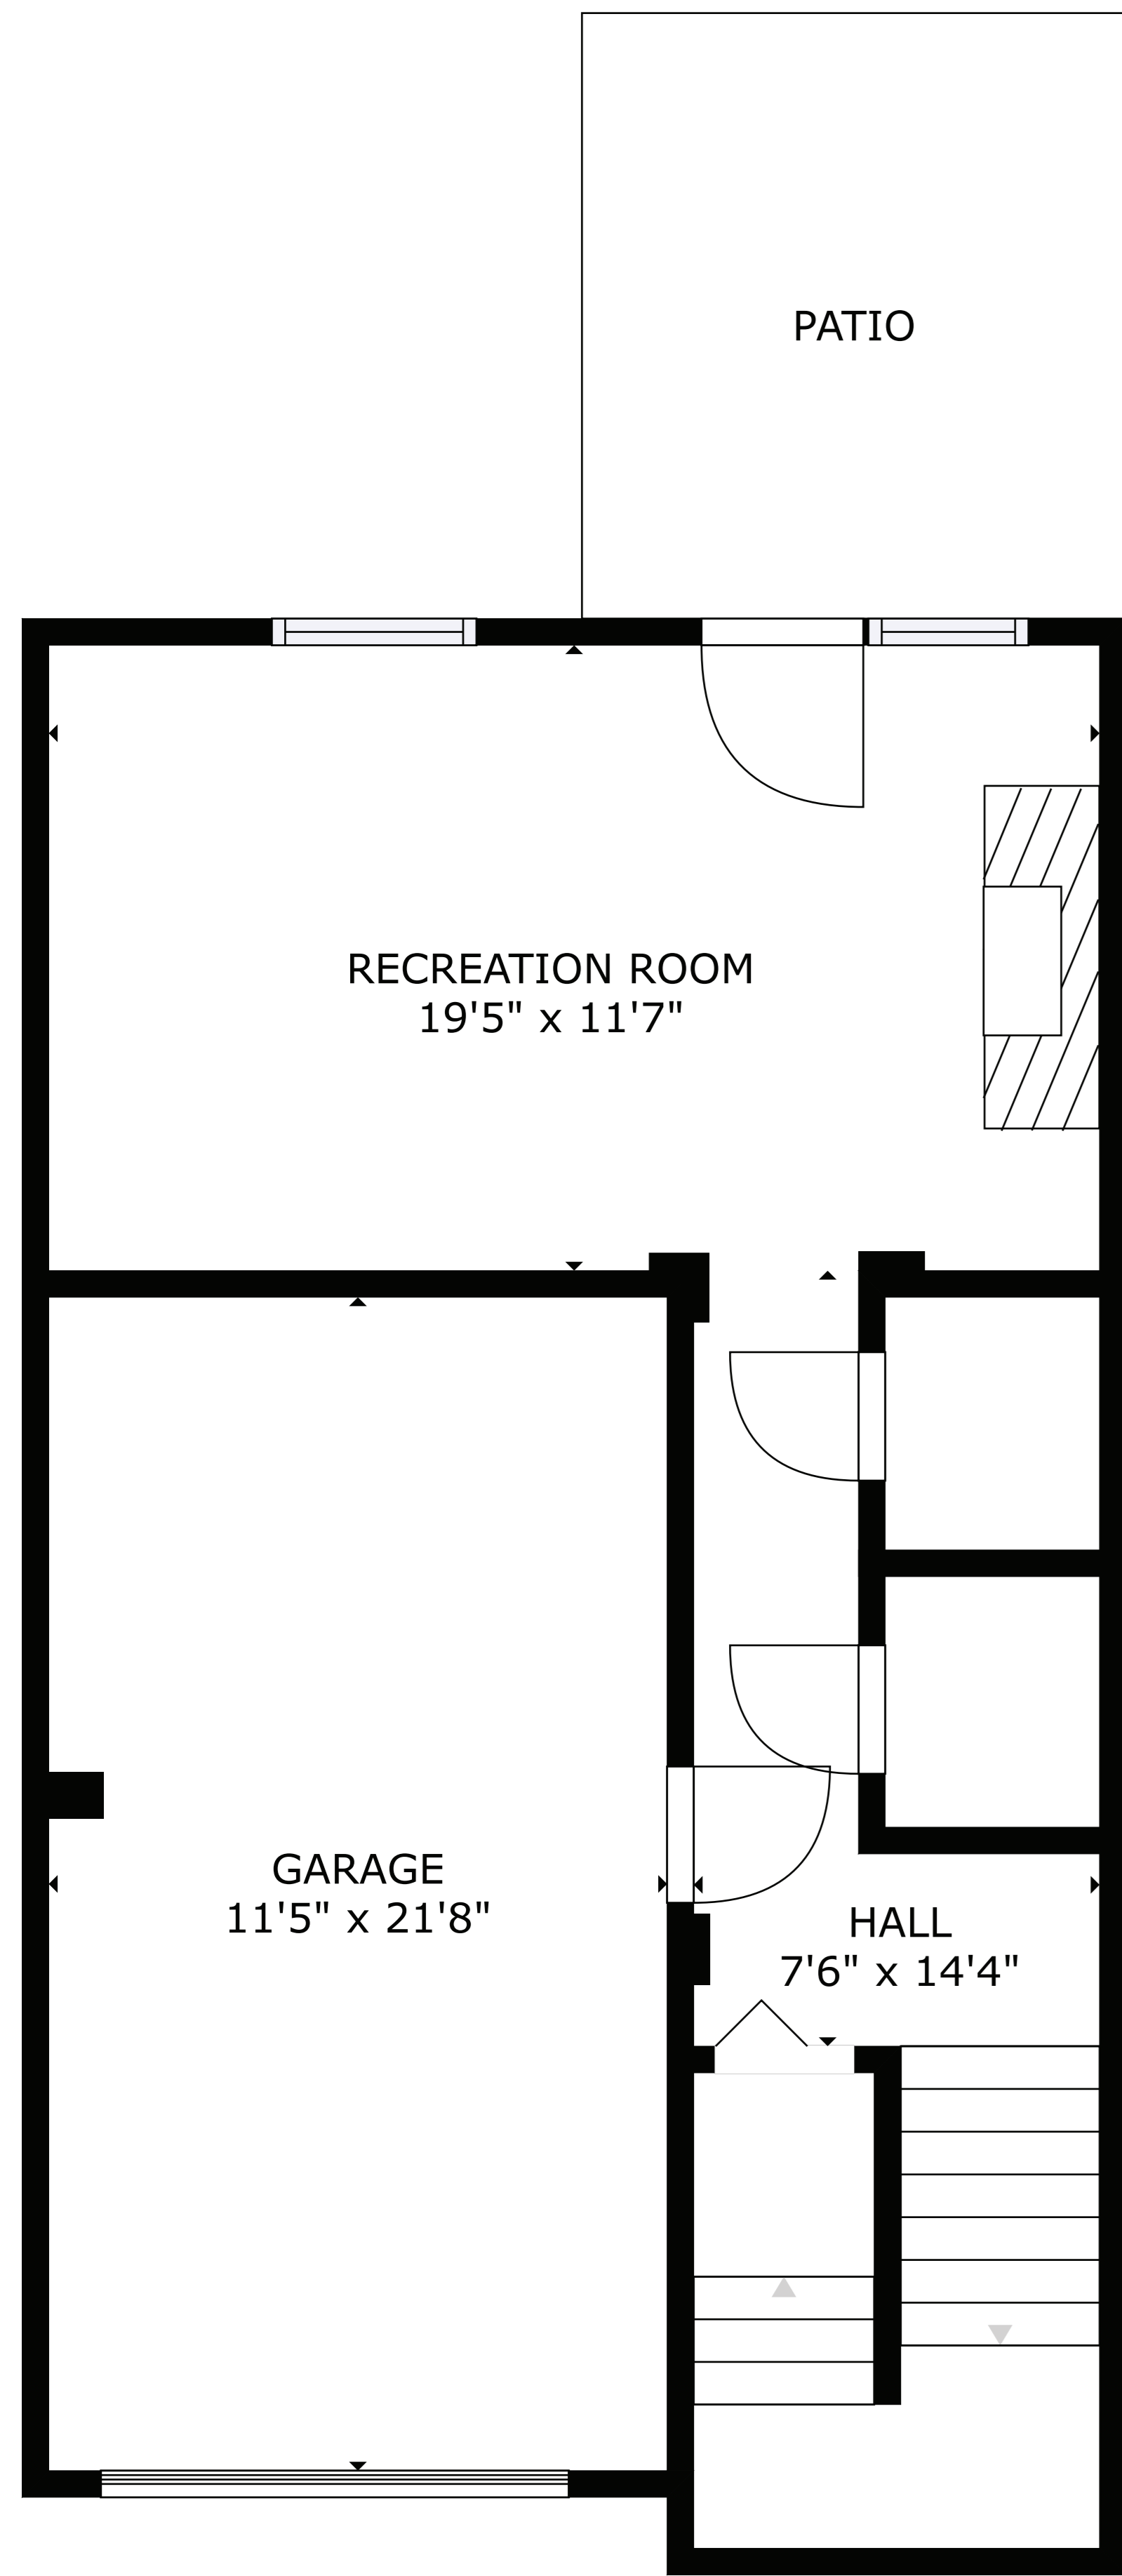 PATIO
RECREATION ROOM
19'5" x 11'7"
GARAGE
11'5" x 21'8"
HALL
7'6" x 14'4"